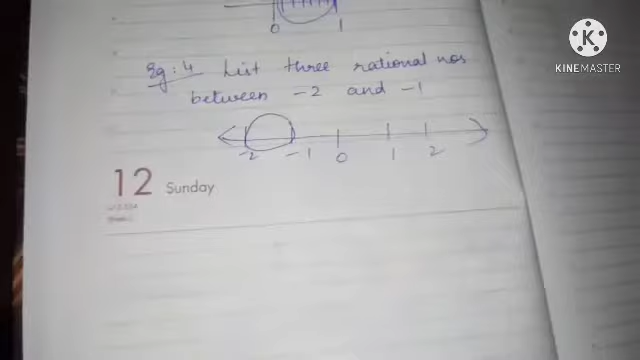 0 1
Eg: 4 List three rational nos
between -2 and -1
-2 -1 0 1 2
12 Sunday
K
KINEMASTER